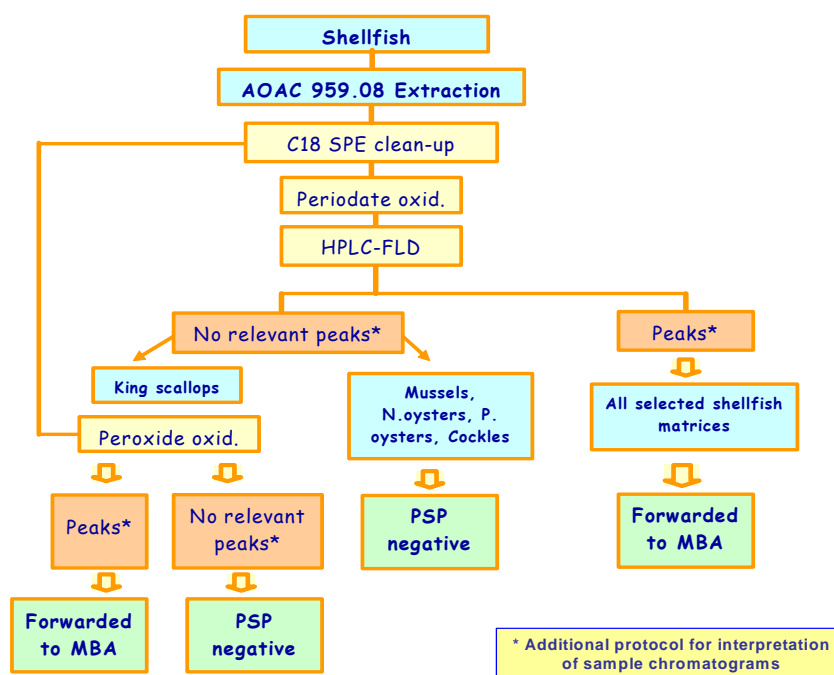 Shellfish
AOAC 959.08 Extraction
C18 SPE clean-up
Periodate oxid.
HPLC-FLD
No relevant peaks*
Peaks*
King scallops
Mussels,
N.oysters, P.
oysters, Cockles
All selected shellfish
matrices
Peroxide oxid.
Peaks*
No relevant
peaks*
PSP
negative
Forwarded
to MBA
Forwarded
to MBA
PSP
negative
* Additional protocol for interpretation
of sample chromatograms